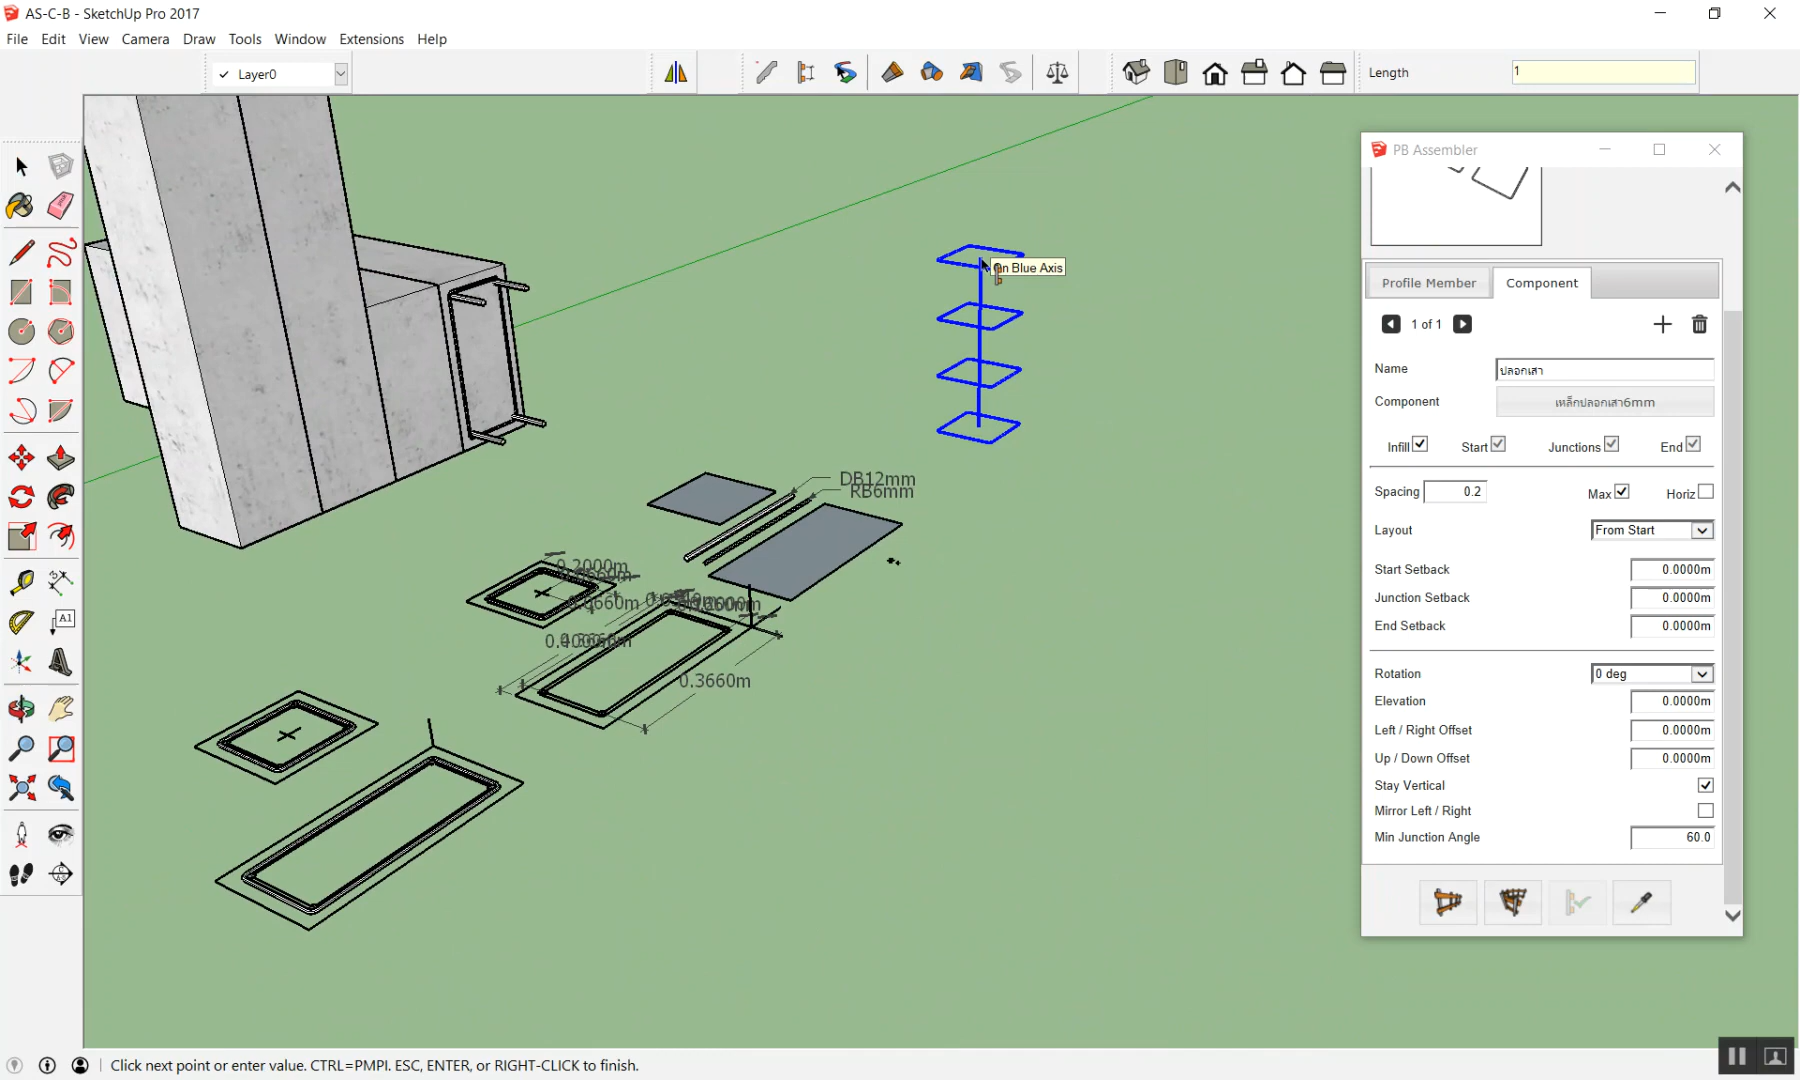 AS-C-B - SketchUp Pro 2017
File Edit View Camera Draw Tools Window Extensions Help
Layer0
Length 1
PB Assembler
On Blue Axis
Profile Member Component
1 of 1
Name ปลอกเสา
Component เหล็กปลอกเสา6mm
Infill Start Junctions End
Spacing 0.2 Max Horiz
Layout From Start
Start Setback 0.0000m
Junction Setback 0.0000m
End Setback 0.0000m
Rotation 0 deg
Elevation 0.0000m
Left / Right Offset 0.0000m
Up / Down Offset 0.0000m
Stay Vertical
Mirror Left / Right
Min Junction Angle 60.0
DB12mm
RB6mm
0.2000m
0.3660m
A1
Click next point or enter value. CTRL=PMPI. ESC, ENTER, or RIGHT-CLICK to finish.